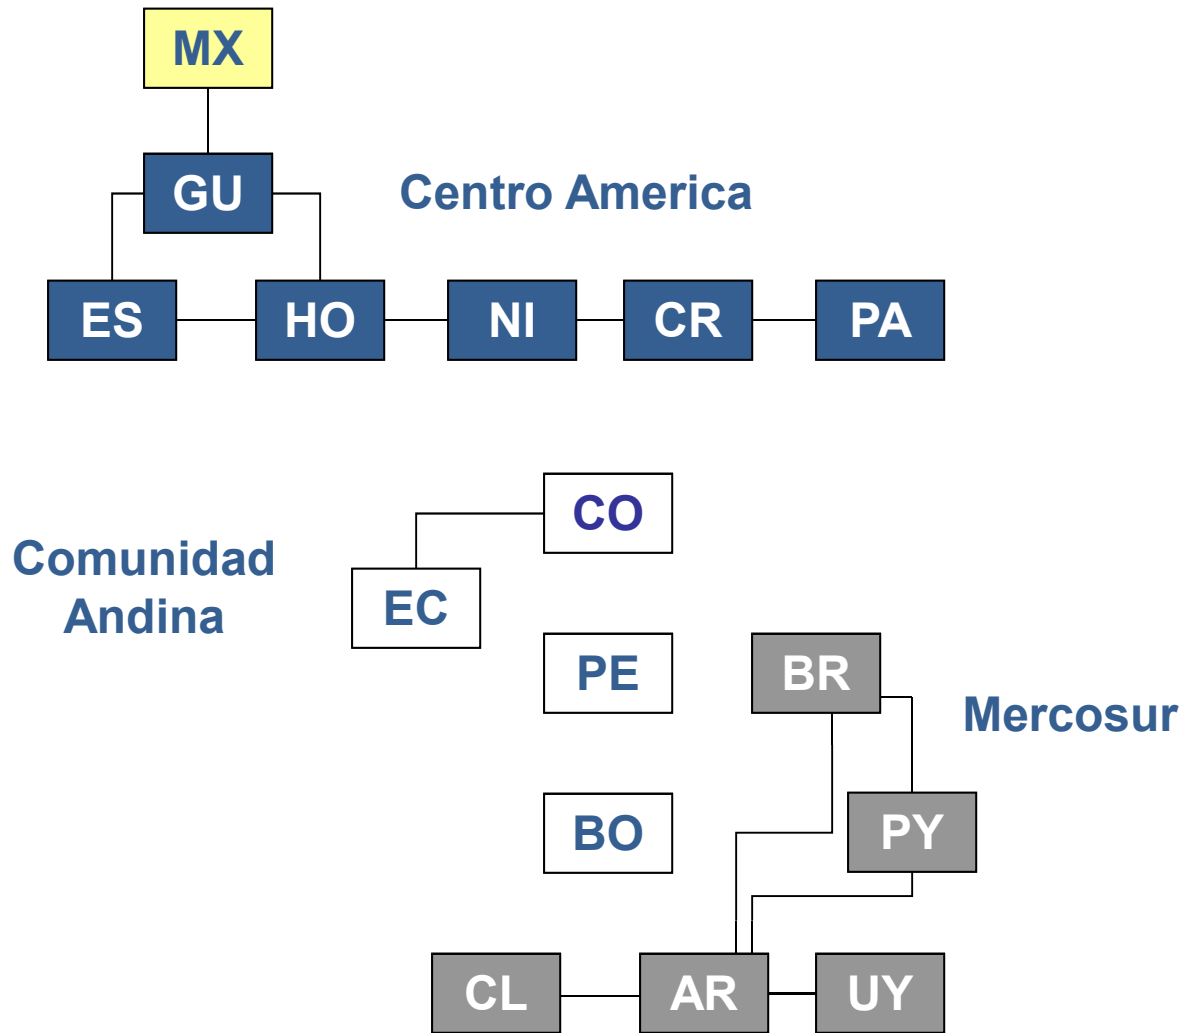 MX
GU
Centro America
ES
HO
NI
CR
PA
CO
Comunidad
Andina
EC
PE
BR
Mercosur
BO
PY
CL
AR
UY